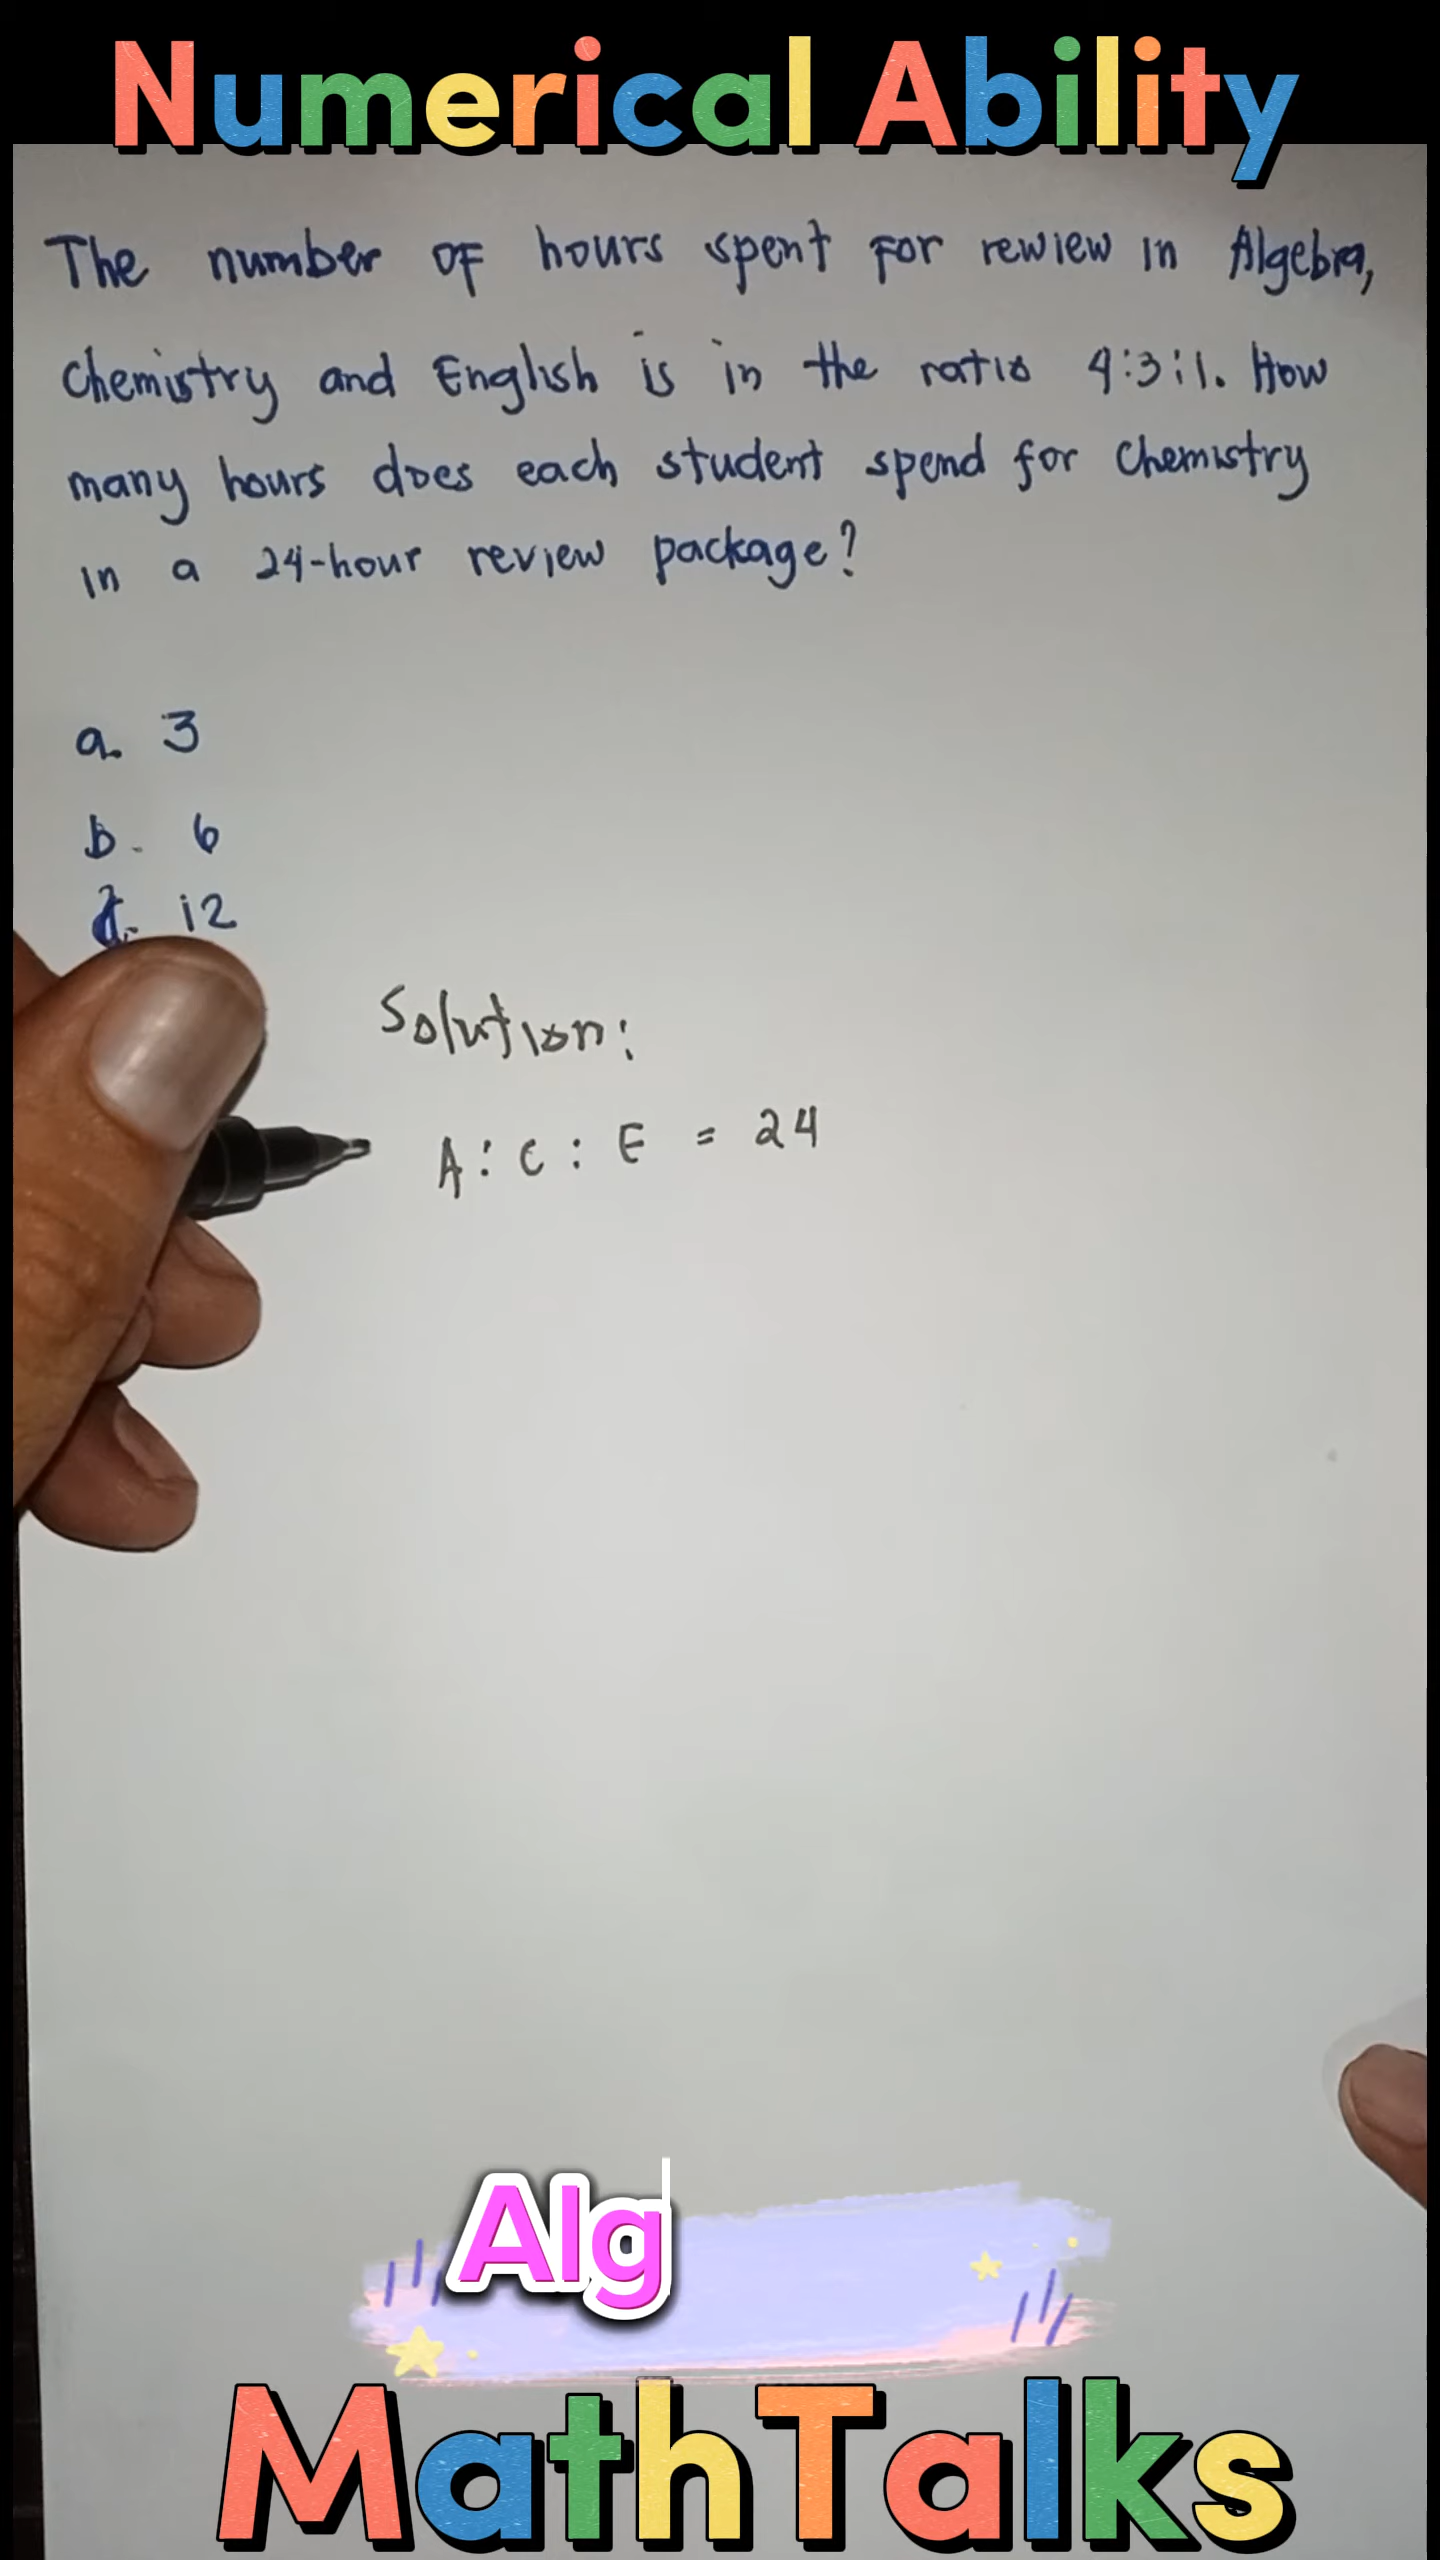 Numerical Ability
The number of hours spent for rewiew in Algebra,
Chemistry and English is in the ratio 4:3:1. How
many hours does each student spend for Chemistry
in a 24-hour review package?
a. 3
b. 6
d. 12
Solution:
A : C : E = 24
Alg
MathTalks